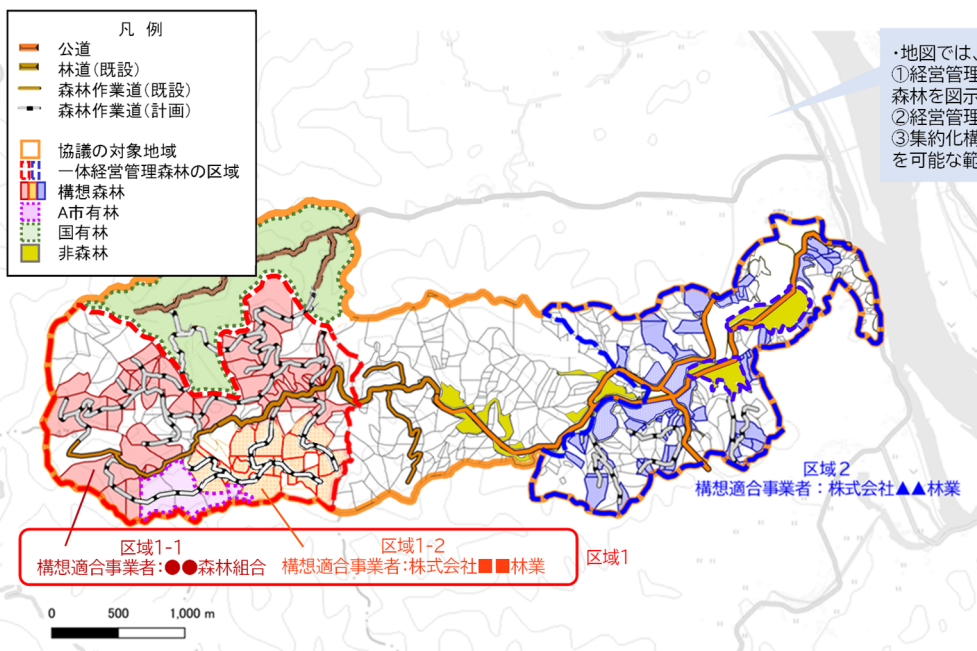 凡 例
公道
林道(既設)
森林作業道(既設)
森林作業道(計画)
協議の対象地域
一体経営管理森林の区域
構想森林
A市有林
国有林
非森林
・地図では、
①経営管理
森林を図示
②経営管理
③集約化構
を可能な範
区域2
構想適合事業者：株式会社▲▲林業
区域1-1
構想適合事業者:●●森林組合
区域1-2
構想適合事業者:株式会社■■林業
区域1
0 500 1,000 m